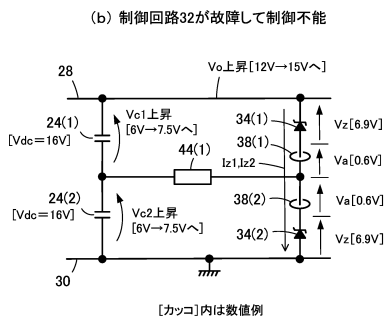 (b) 制御回路32が故障して制御不能
28
Vo上昇[12V→15Vへ]
24(1)
[Vdc=16V]
Vc1上昇
[6V→7.5Vへ]
34(1)
Vz[6.9V]
38(1)
44(1)
Iz1,Iz2
Va[0.6V]
24(2)
[Vdc=16V]
Vc2上昇
[6V→7.5Vへ]
38(2)
Va[0.6V]
34(2)
Vz[6.9V]
30
[カッコ]内は数値例